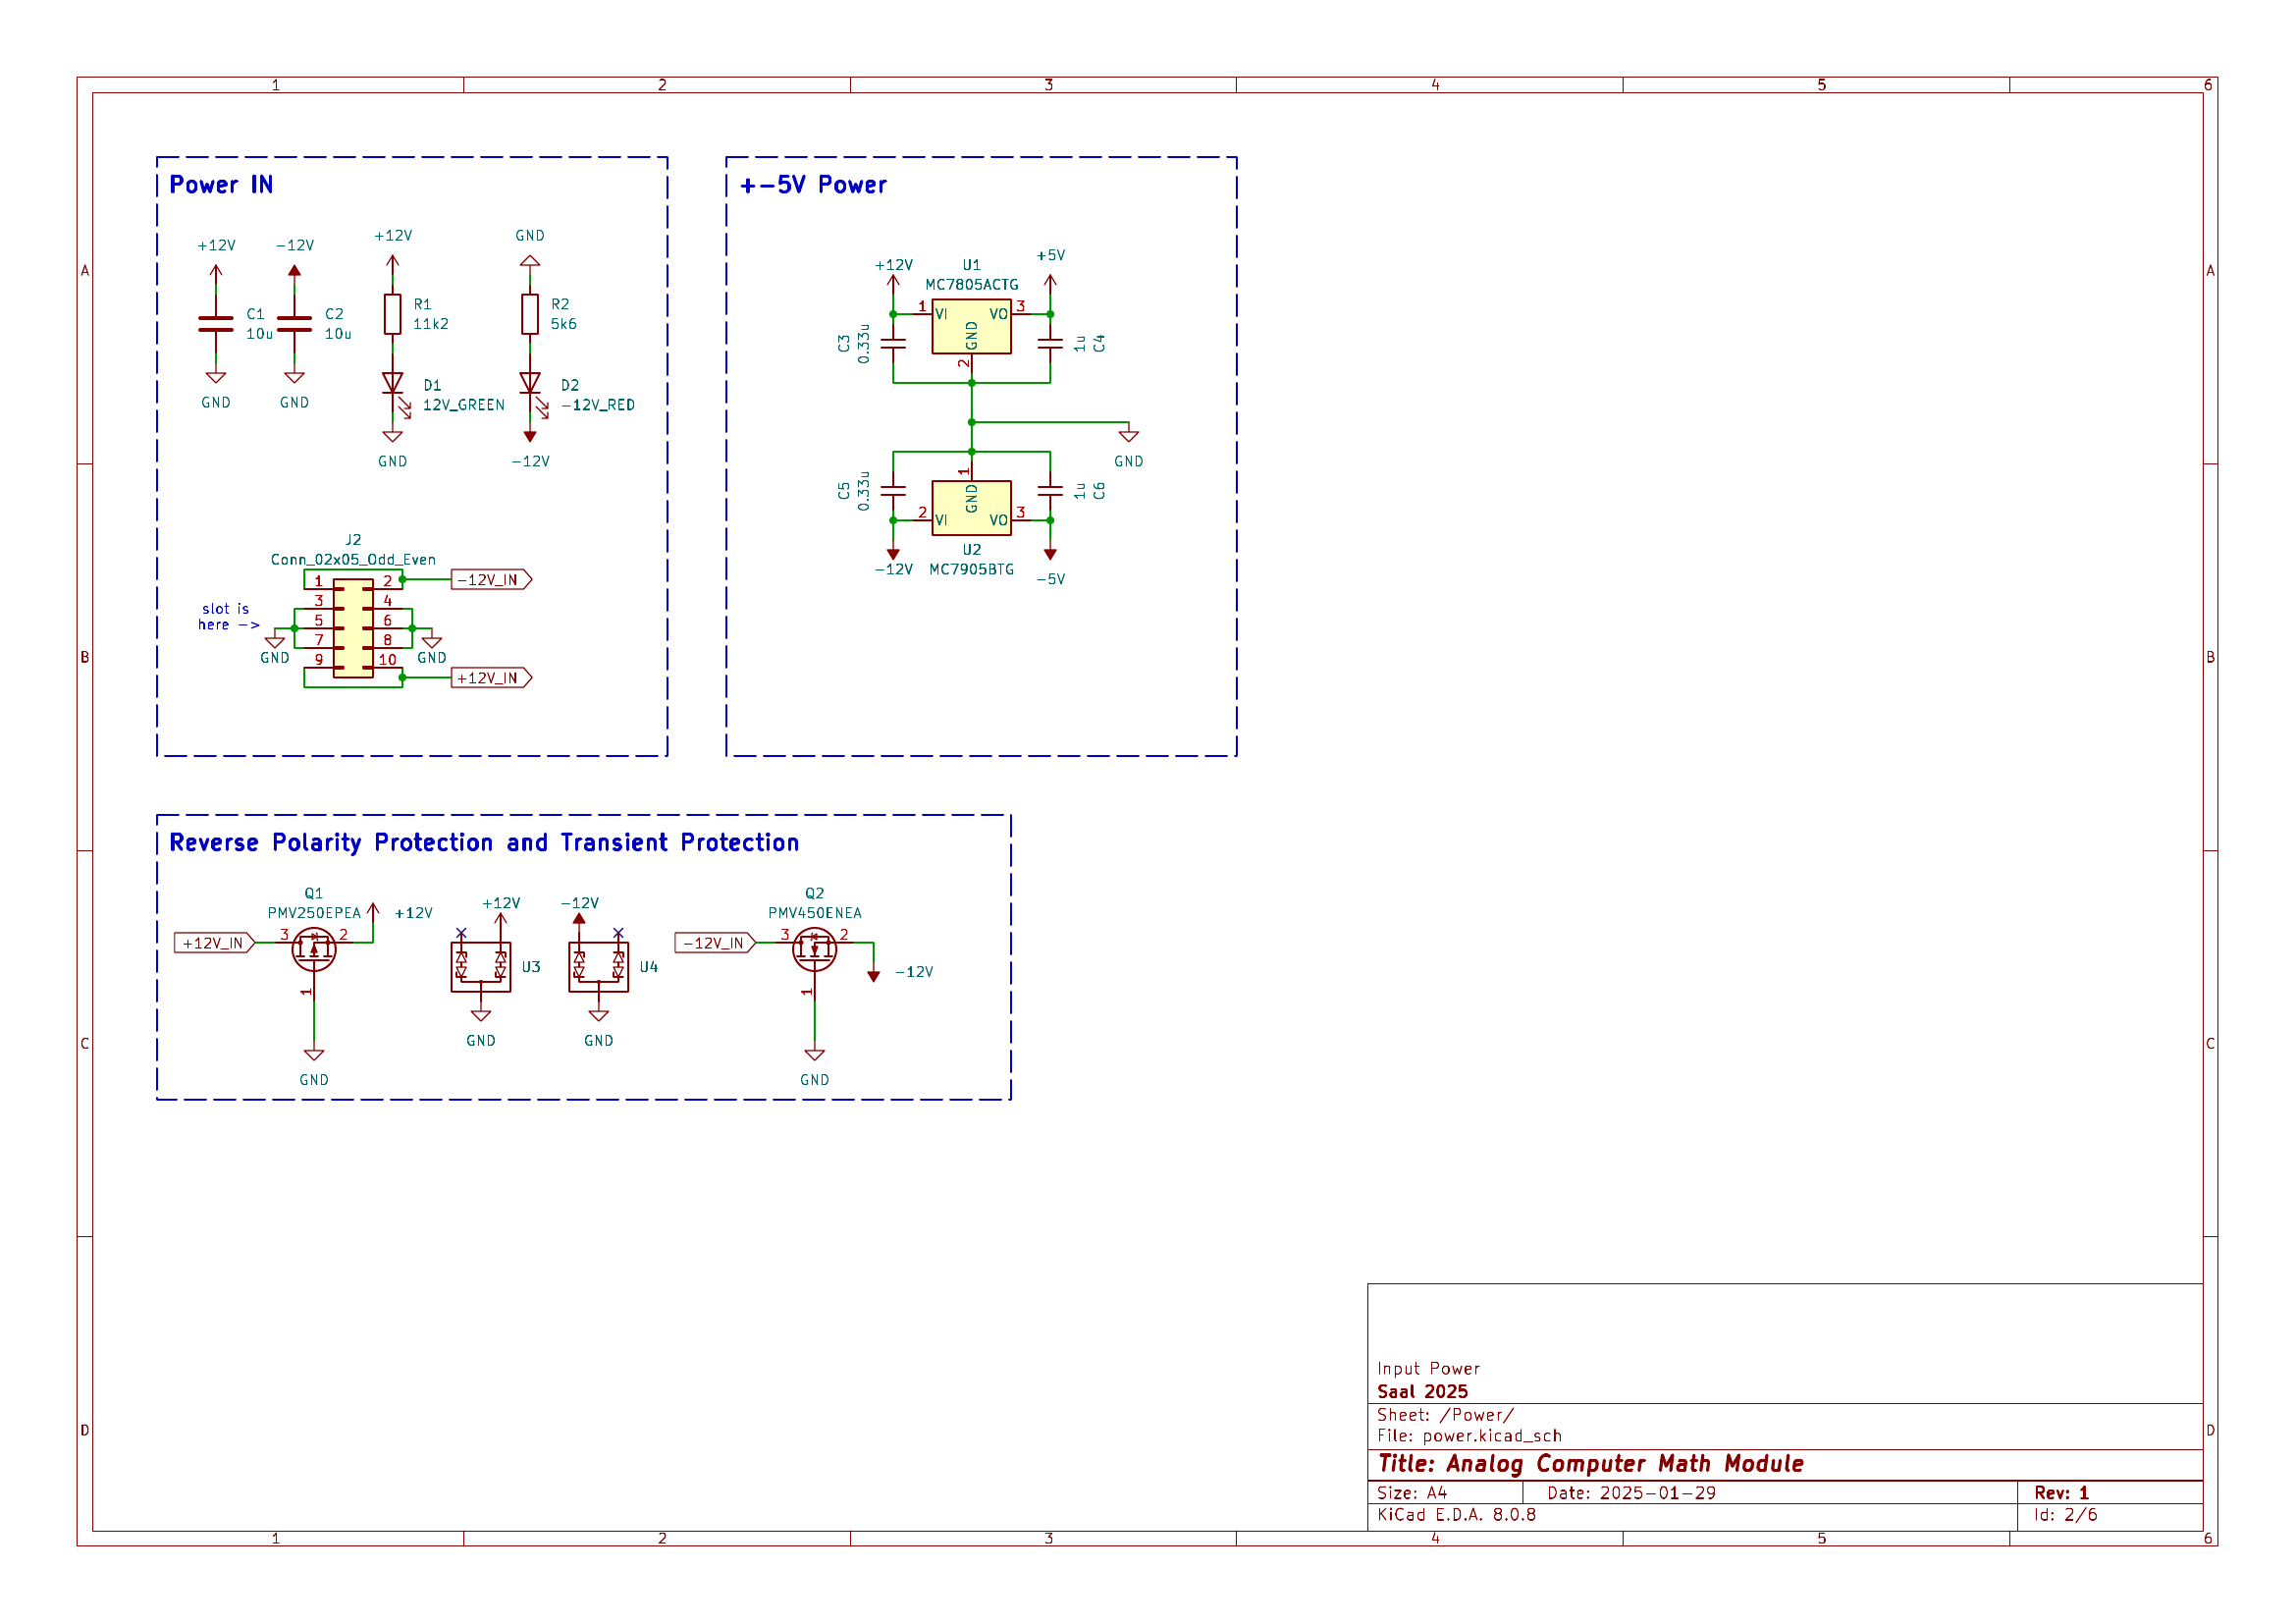 1 2 3 4 5 6
A
B
C
D
A
B
C
D
1 2 3 4 5 6
Power IN
+12V
-12V
+12V
GND
C1
10u
C2
10u
R1
11k2
R2
5k6
D1
12V_GREEN
D2
-12V_RED
GND
GND
GND
-12V
J2
Conn_02x05_Odd_Even
1 2
3 4
5 6
7 8
9 10
slot is
here ->
GND
GND
-12V_IN
+12V_IN
+-5V Power
+12V
U1
MC7805ACTG
+5V
1 VI VO 3
GND
2
C3
0.33u
1u
C4
GND
C5
0.33u
1
GND
1u
C6
2 VI VO 3
U2
MC7905BTG
-12V
-5V
Reverse Polarity Protection and Transient Protection
Q1
PMV250EPEA
+12V
+12V_IN
3 2
1
GND
+12V
U3
GND
-12V
U4
GND
Q2
PMV450ENEA
-12V_IN
3 2
1
-12V
GND
Input Power
Saal 2025
Sheet: /Power/
File: power.kicad_sch
Title: Analog Computer Math Module
Size: A4 Date: 2025-01-29 Rev: 1
KiCad E.D.A. 8.0.8 Id: 2/6